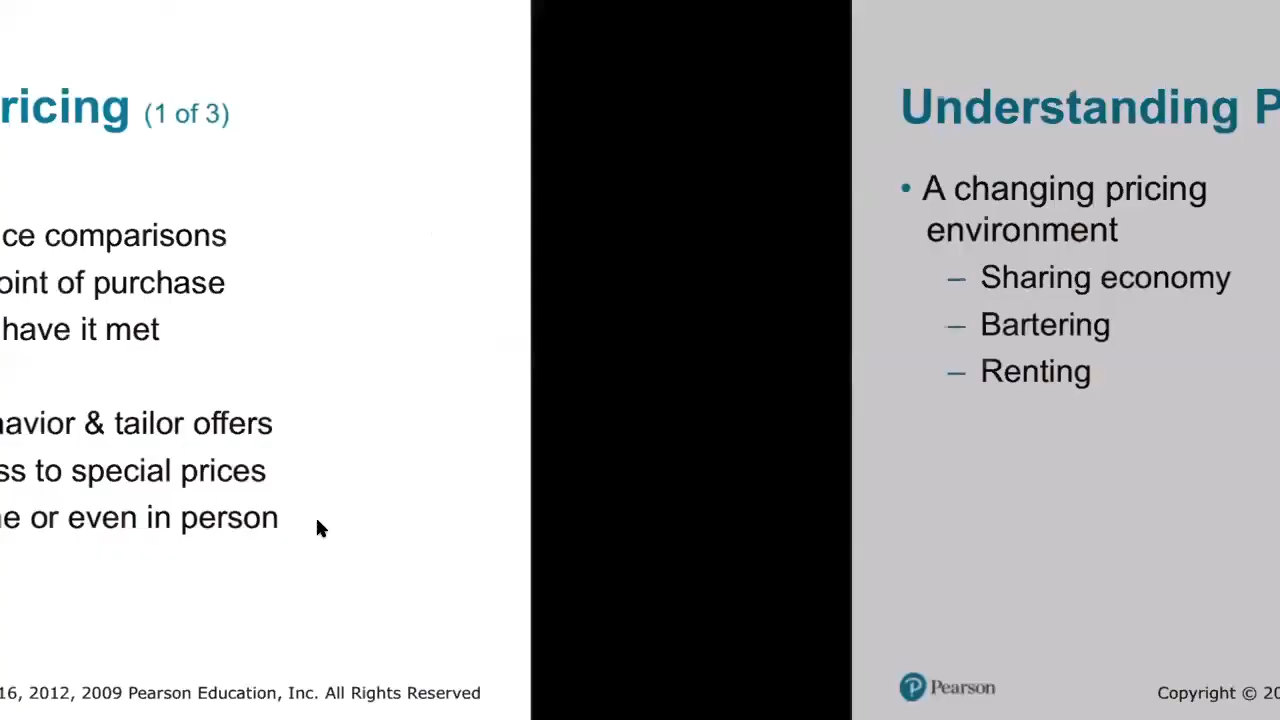 ricing (1 of 3)
ce comparisons
oint of purchase
have it met
avior & tailor offers
ss to special prices
e or even in person
16, 2012, 2009 Pearson Education, Inc. All Rights Reserved
Understanding P
• A changing pricing
environment
– Sharing economy
– Bartering
– Renting
Pearson
Copyright © 20